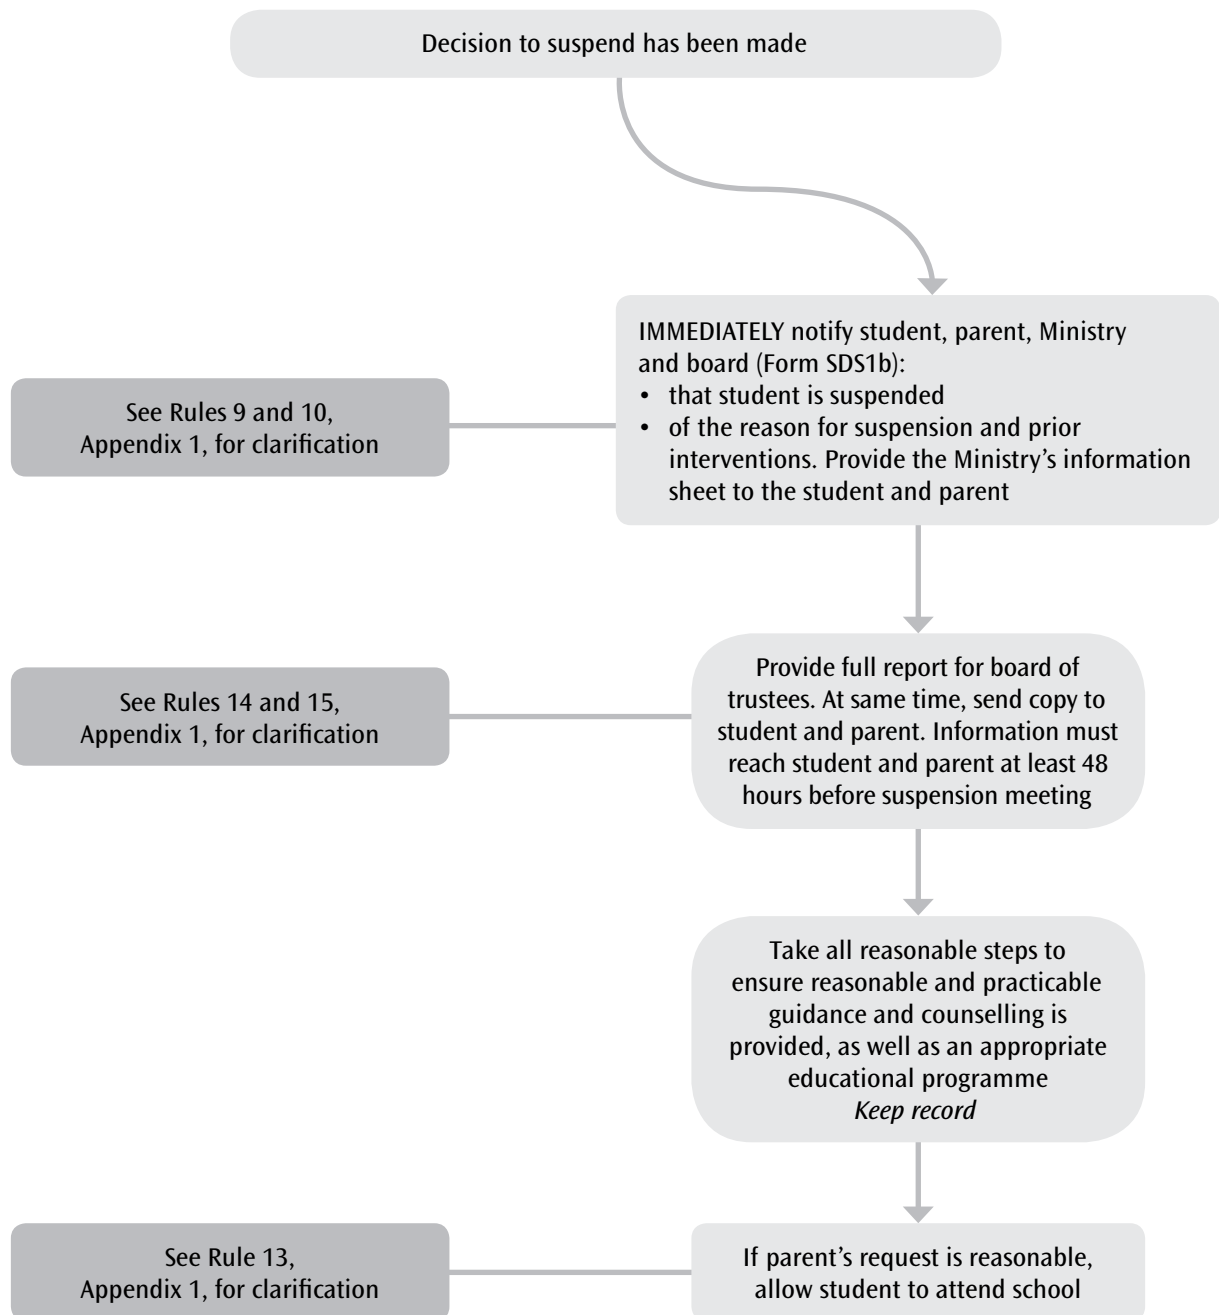 Decision to suspend has been made
IMMEDIATELY notify student, parent, Ministry
and board (Form SDS1b):
• that student is suspended
• of the reason for suspension and prior
interventions. Provide the Ministry’s information
sheet to the student and parent
See Rules 9 and 10,
Appendix 1, for clarification
Provide full report for board of
trustees. At same time, send copy to
student and parent. Information must
reach student and parent at least 48
hours before suspension meeting
See Rules 14 and 15,
Appendix 1, for clarification
Take all reasonable steps to
ensure reasonable and practicable
guidance and counselling is
provided, as well as an appropriate
educational programme
Keep record
If parent’s request is reasonable,
allow student to attend school
See Rule 13,
Appendix 1, for clarification